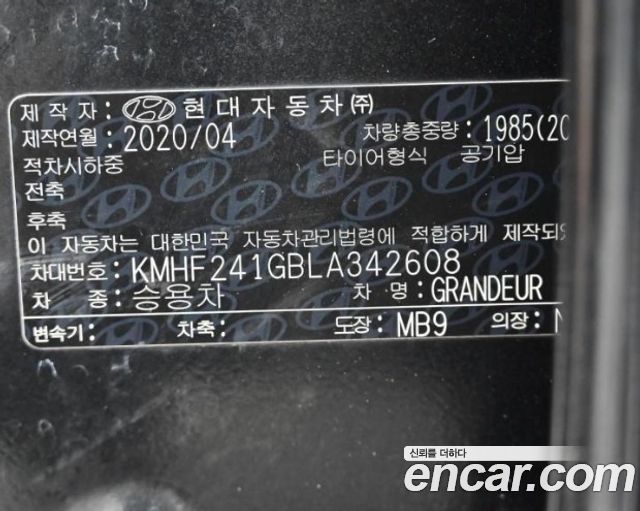 제 작 자 : 현대자동차㈜
제작연월 : 2020/04 차량총중량 : 1985(20
적차시하중 타이어형식 공기압
전축
후축
이 자동차는 대한민국 자동차관리법령에 적합하게 제작되었
차대번호 : KMHF241GBLA342608
차 종 : 승용차 차 명 : GRANDEUR
변속기 : 차축 : 도장 : MB9 의장 :
신뢰를 더하다
encar.com